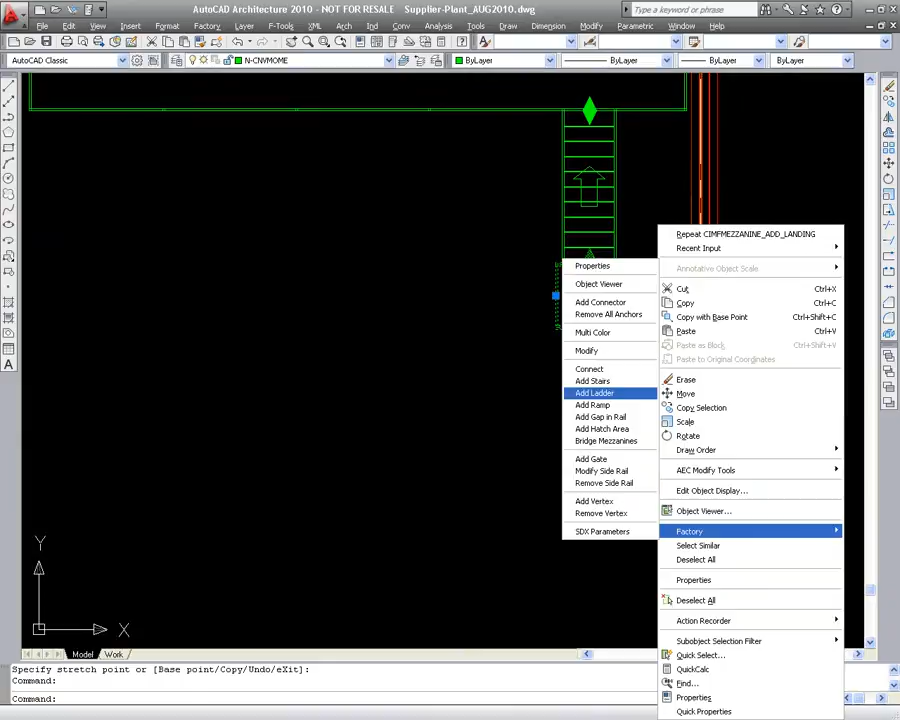 AutoCAD Architecture 2010 - NOT FOR RESALE    Supplier-Plant_AUG2010.dwg
Type a keyword or phrase
File Edit View Insert Format Factory Layer F-Tools XML Arch Ind Conv Analysis Tools Draw Dimension Modify Parametric Window Help
AutoCAD Classic
N-CNVMOME
ByLayer
ByLayer
ByLayer
ByLayer
Properties
Object Viewer
Add Connector
Remove All Anchors
Multi Color
Modify
Connect
Add Stairs
Add Ladder
Add Ramp
Add Gap in Rail
Add Hatch Area
Bridge Mezzanines
Add Gate
Modify Side Rail
Remove Side Rail
Add Vertex
Remove Vertex
SDX Parameters
Repeat CIMFMEZZANINE_ADD_LANDING
Recent Input
Annotative Object Scale
Cut Ctrl+X
Copy Ctrl+C
Copy with Base Point Ctrl+Shift+C
Paste Ctrl+V
Paste as Block Ctrl+Shift+V
Paste to Original Coordinates
Erase
Move
Copy Selection
Scale
Rotate
Draw Order
AEC Modify Tools
Edit Object Display...
Object Viewer...
Factory
Select Similar
Deselect All
Properties
Deselect All
Action Recorder
Subobject Selection Filter
Quick Select...
QuickCalc
Find...
Properties
Quick Properties
Y
X
Model Work
Specify stretch point or [Base point/Copy/Undo/eXit]:
Command:
Command: